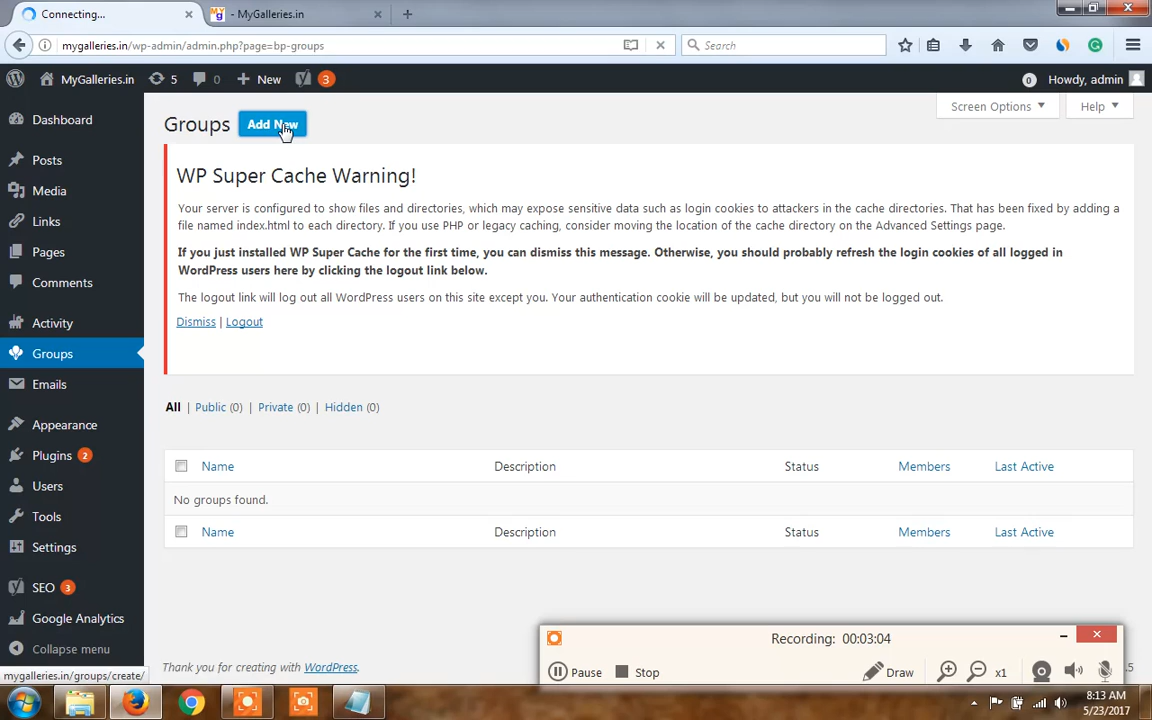 Connecting...
- MyGalleries.in
mygalleries.in/wp-admin/admin.php?page=bp-groups
Search
MyGalleries.in 5 0 New 3 0 Howdy, admin
Screen Options Help
Groups Add New
Dashboard
Posts
Media
Links
Pages
Comments
Activity
Groups
Emails
Appearance
Plugins 2
Users
Tools
Settings
SEO 3
Google Analytics
Collapse menu
WP Super Cache Warning!
Your server is configured to show files and directories, which may expose sensitive data such as login cookies to attackers in the cache directories. That has been fixed by adding a
file named index.html to each directory. If you use PHP or legacy caching, consider moving the location of the cache directory on the Advanced Settings page.
If you just installed WP Super Cache for the first time, you can dismiss this message. Otherwise, you should probably refresh the login cookies of all logged in
WordPress users here by clicking the logout link below.
The logout link will log out all WordPress users on this site except you. Your authentication cookie will be updated, but you will not be logged out.
Dismiss | Logout
All | Public (0) | Private (0) | Hidden (0)
Name Description Status Members Last Active
No groups found.
Name Description Status Members Last Active
Thank you for creating with WordPress.
mygalleries.in/groups/create/
Recording: 00:03:04
Pause Stop Draw x1
8:13 AM
5/23/2017